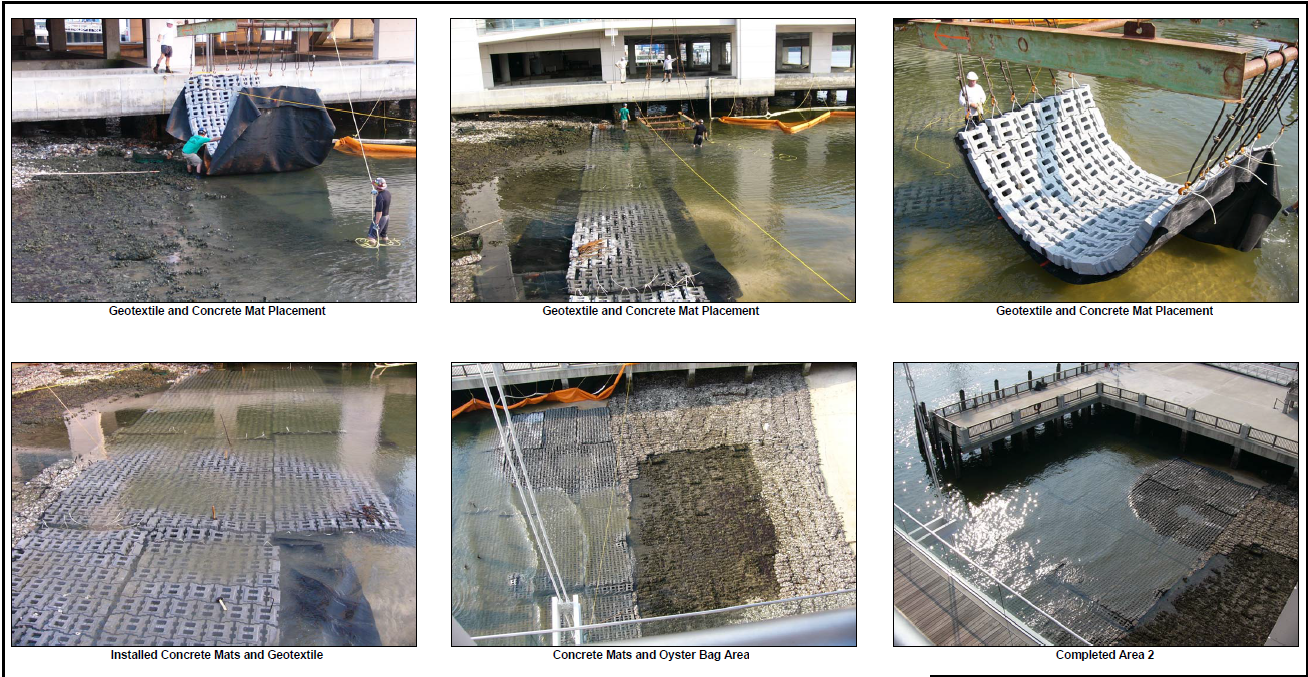 Geotextile and Concrete Mat Placement
Geotextile and Concrete Mat Placement
Geotextile and Concrete Mat Placement
Installed Concrete Mats and Geotextile
Concrete Mats and Oyster Bag Area
Completed Area 2